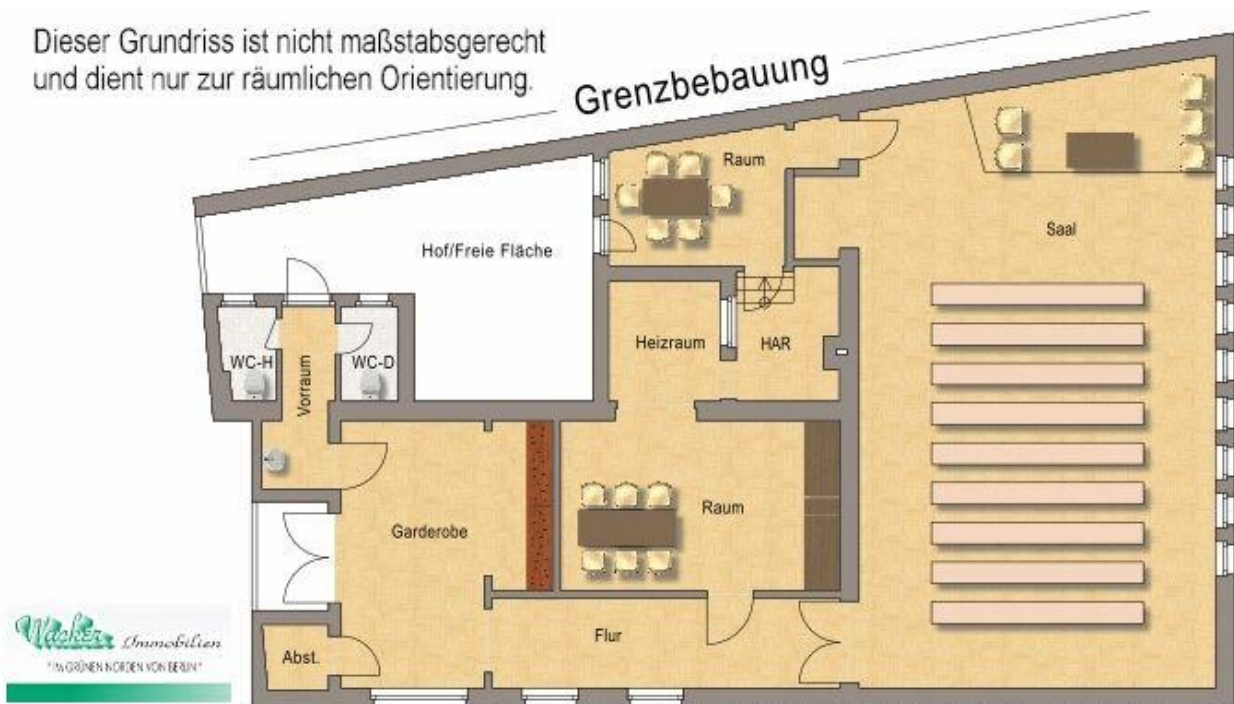 Dieser Grundriss ist nicht maßstabsgerecht
und dient nur zur räumlichen Orientierung.
Grenzbebauung
Raum
Saal
Hof/Freie Fläche
Heizraum
HAR
WC-H
Vorraum
WC-D
Garderobe
Raum
Flur
Abst.
Wacker Immobilien
"IM GRÜNEN NORDEN VON BERLIN"